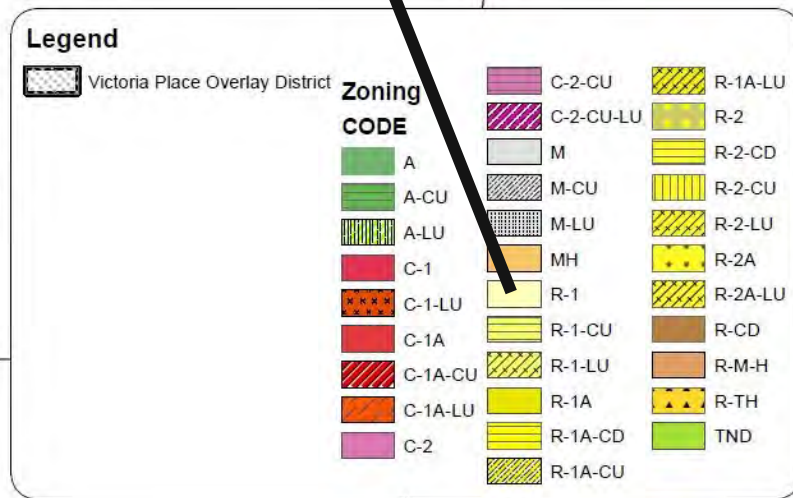 Legend
Victoria Place Overlay District
Zoning
CODE
A
A-CU
A-LU
C-1
C-1-LU
C-1A
C-1A-CU
C-1A-LU
C-2
C-2-CU
C-2-CU-LU
M
M-CU
M-LU
MH
R-1
R-1-CU
R-1-LU
R-1A
R-1A-CD
R-1A-CU
R-1A-LU
R-2
R-2-CD
R-2-CU
R-2-LU
R-2A
R-2A-LU
R-CD
R-M-H
R-TH
TND